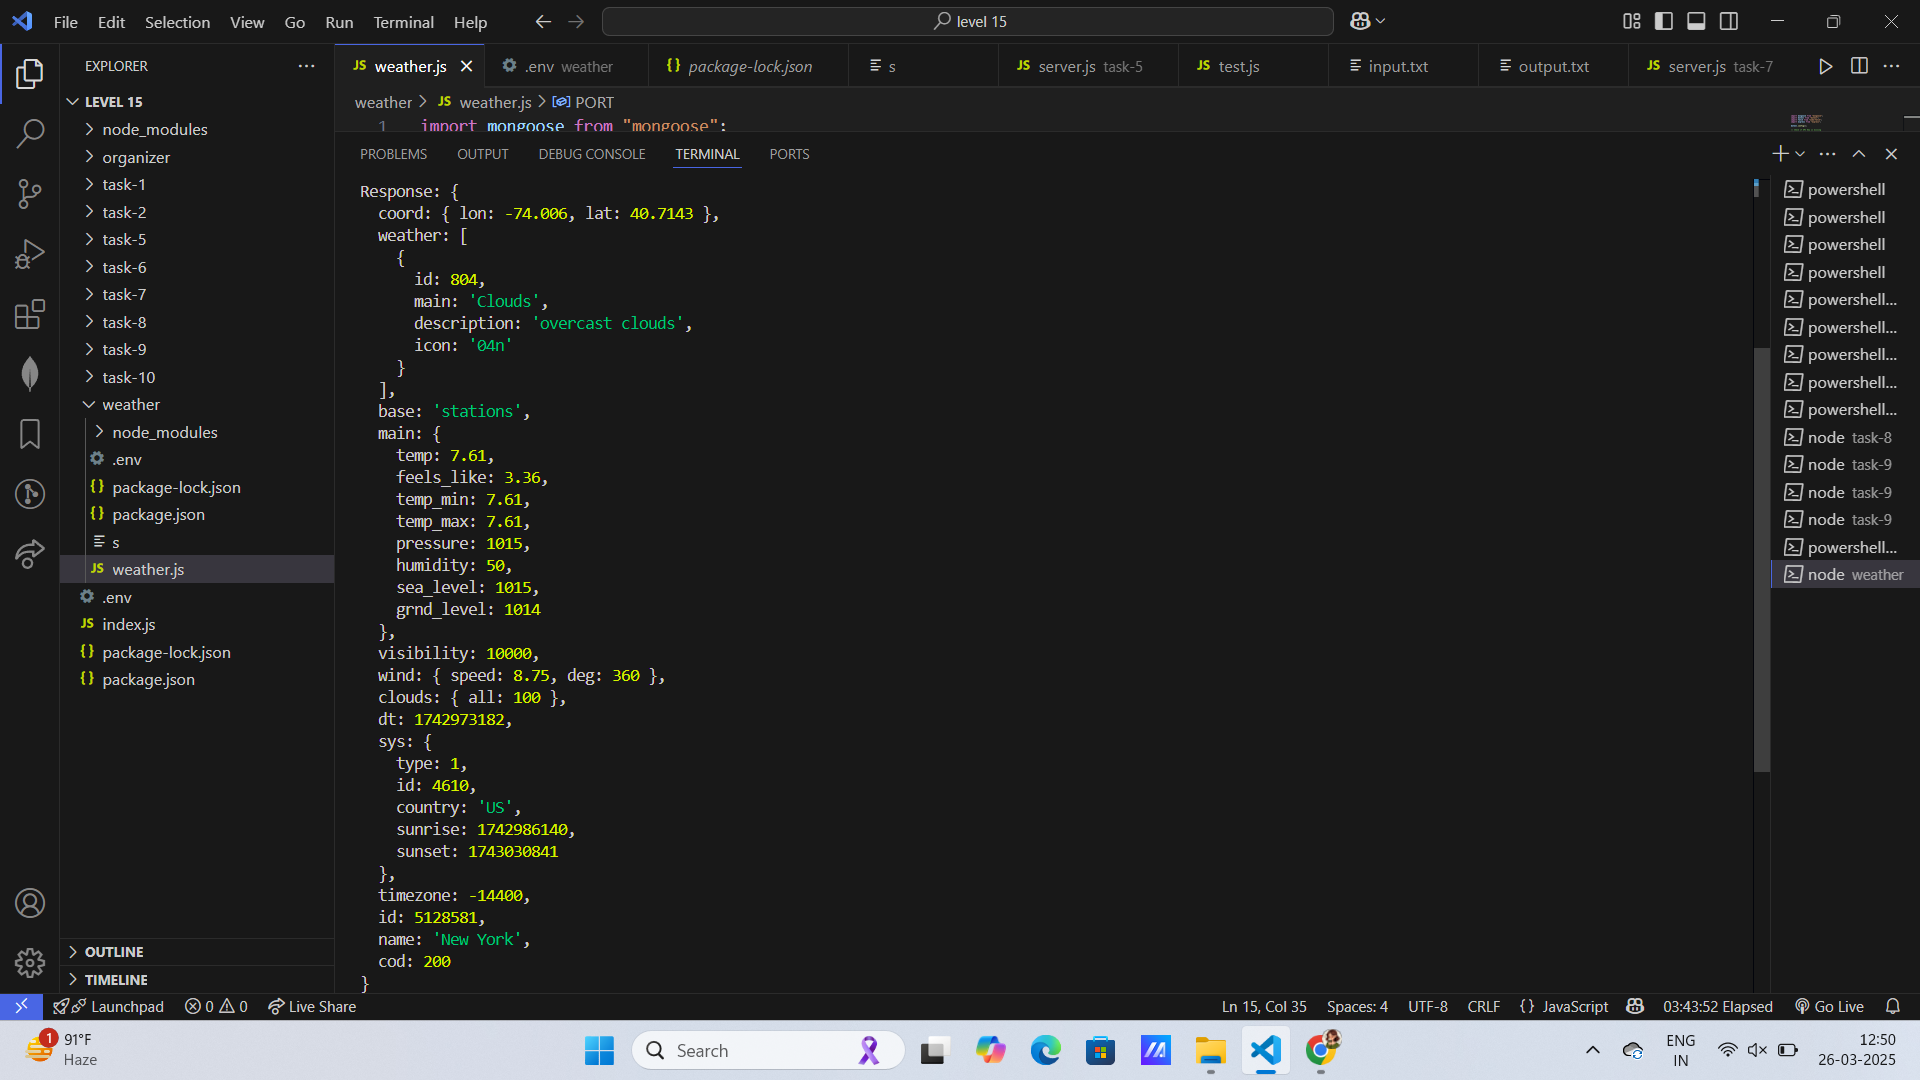 File Edit Selection View Go Run Terminal Help
level 15
EXPLORER
LEVEL 15
node_modules
organizer
task-1
task-2
task-5
task-6
task-7
task-8
task-9
task-10
weather
node_modules
.env
package-lock.json
package.json
s
weather.js
.env
index.js
package-lock.json
package.json
OUTLINE
TIMELINE
weather.js .env weather package-lock.json s server.js task-5 test.js input.txt output.txt server.js task-7
weather weather.js PORT
1 import mongoose from "mongoose";
PROBLEMS OUTPUT DEBUG CONSOLE TERMINAL PORTS
Response: {
coord: { lon: -74.006, lat: 40.7143 },
weather: [
{
id: 804,
main: 'Clouds',
description: 'overcast clouds',
icon: '04n'
}
],
base: 'stations',
main: {
temp: 7.61,
feels_like: 3.36,
temp_min: 7.61,
temp_max: 7.61,
pressure: 1015,
humidity: 50,
sea_level: 1015,
grnd_level: 1014
},
visibility: 10000,
wind: { speed: 8.75, deg: 360 },
clouds: { all: 100 },
dt: 1742973182,
sys: {
type: 1,
id: 4610,
country: 'US',
sunrise: 1742986140,
sunset: 1743030841
},
timezone: -14400,
id: 5128581,
name: 'New York',
cod: 200
}
powershell
powershell
powershell
powershell
powershell...
powershell...
powershell...
powershell...
powershell...
node task-8
node task-9
node task-9
node task-9
powershell...
node weather
Launchpad 0 0 Live Share
Ln 15, Col 35 Spaces: 4 UTF-8 CRLF {} JavaScript 03:43:52 Elapsed Go Live
1
91°F
Haze
Search
ENG
IN
12:50
26-03-2025